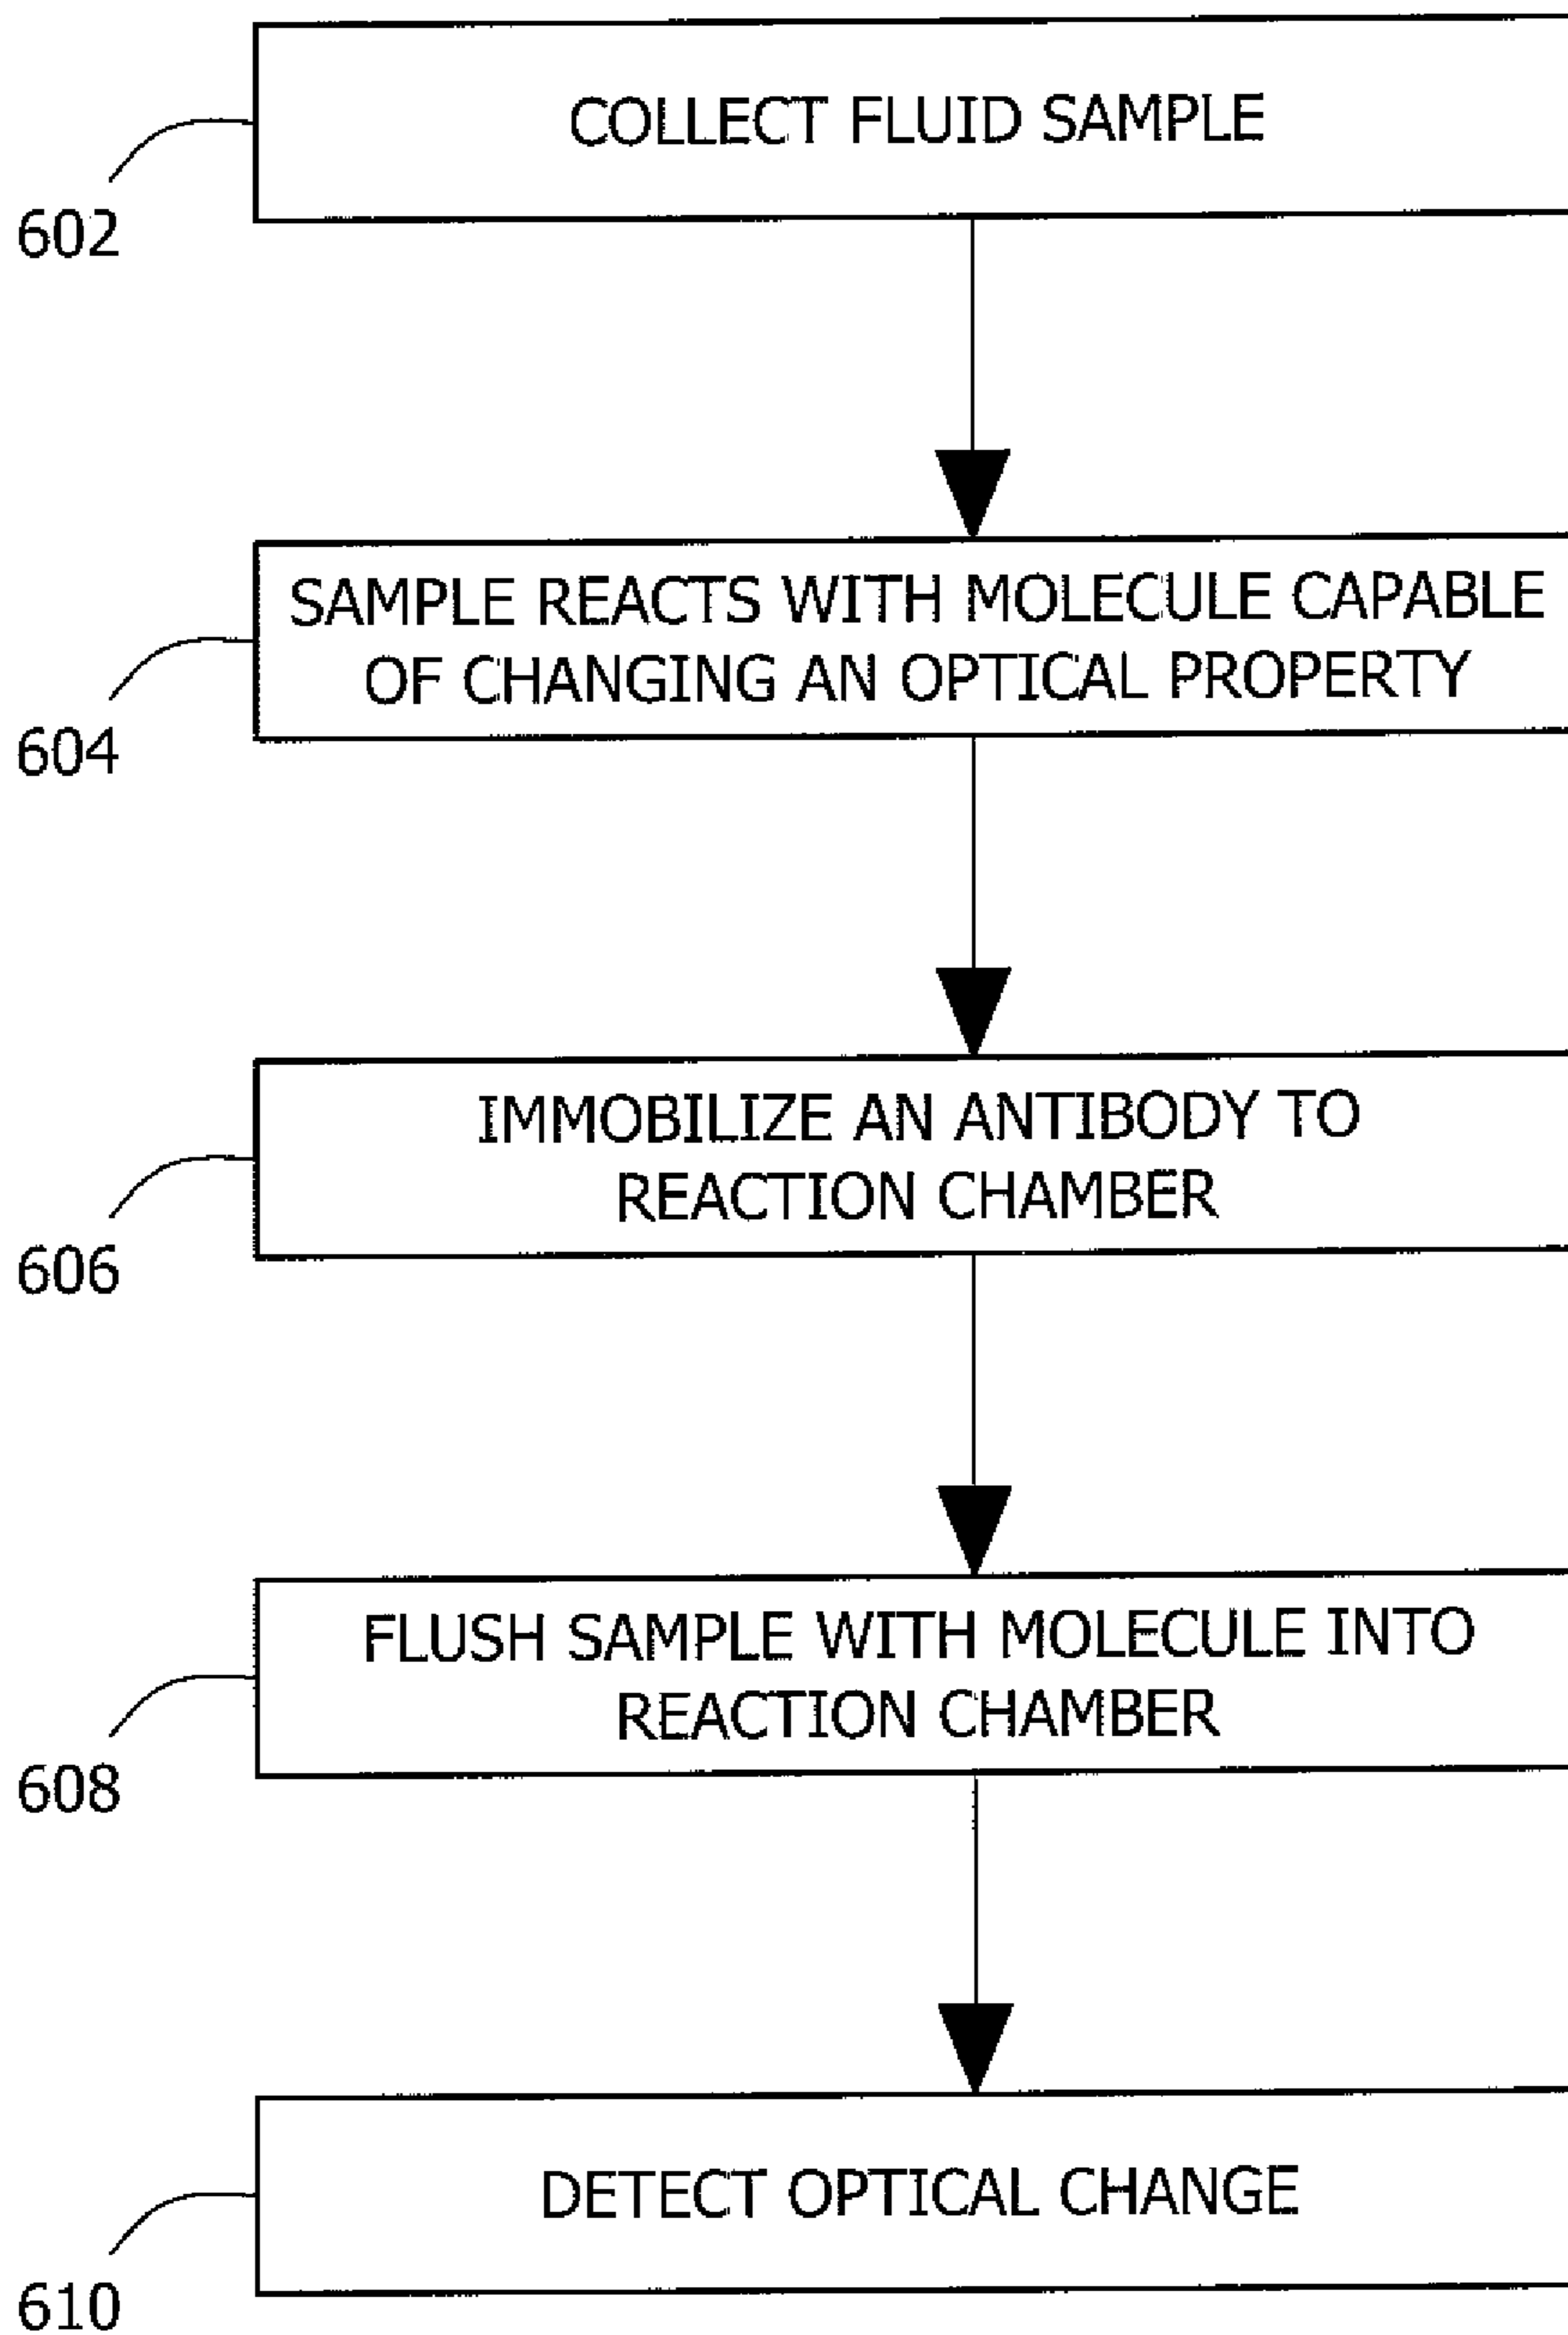 COLLECT FLUID SAMPLE
602
SAMPLE REACTS WITH MOLECULE CAPABLE
OF CHANGING AN OPTICAL PROPERTY
604
IMMOBILIZE AN ANTIBODY TO
REACTION CHAMBER
606
FLUSH SAMPLE WITH MOLECULE INTO
REACTION CHAMBER
608
DETECT OPTICAL CHANGE
610